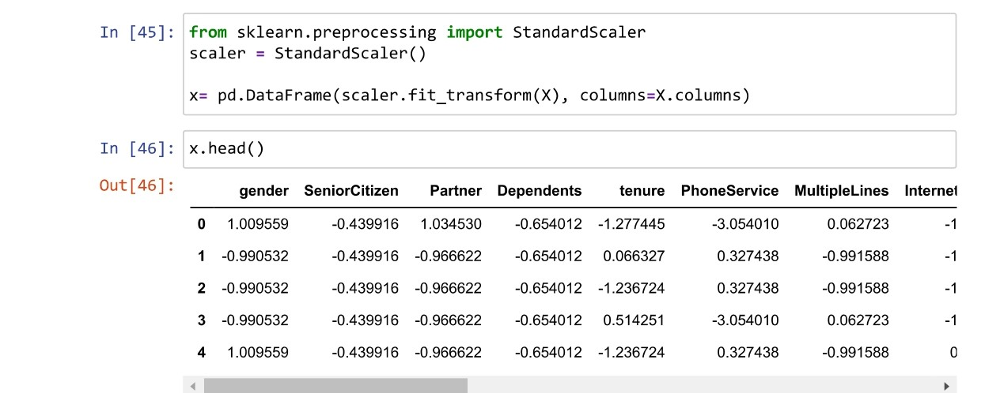 In [45]: from sklearn.preprocessing import StandardScaler
scaler = StandardScaler()
x= pd.DataFrame(scaler.fit_transform(X), columns=X.columns)
In [46]: x.head()
Out[46]:
gender SeniorCitizen Partner Dependents tenure PhoneService MultipleLines Internet
0 1.009559 -0.439916 1.034530 -0.654012 -1.277445 -3.054010 0.062723 -1
1 -0.990532 -0.439916 -0.966622 -0.654012 0.066327 0.327438 -0.991588 -1
2 -0.990532 -0.439916 -0.966622 -0.654012 -1.236724 0.327438 -0.991588 -1
3 -0.990532 -0.439916 -0.966622 -0.654012 0.514251 -3.054010 0.062723 -1
4 1.009559 -0.439916 -0.966622 -0.654012 -1.236724 0.327438 -0.991588 0